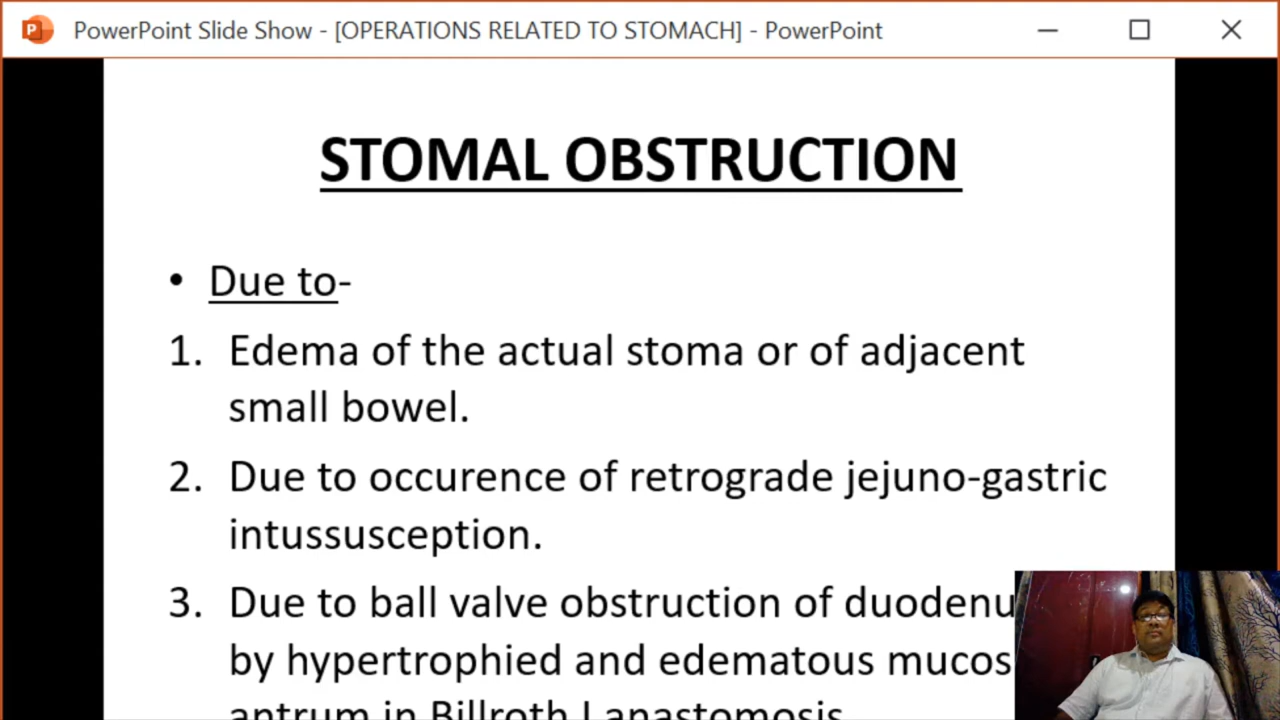 PowerPoint Slide Show - [OPERATIONS RELATED TO STOMACH] - PowerPoint
STOMAL OBSTRUCTION
• Due to-
1. Edema of the actual stoma or of adjacent
small bowel.
2. Due to occurence of retrograde jejuno-gastric
intussusception.
3. Due to ball valve obstruction of duodenu
by hypertrophied and edematous mucos
antrum in Billroth I anastomosis